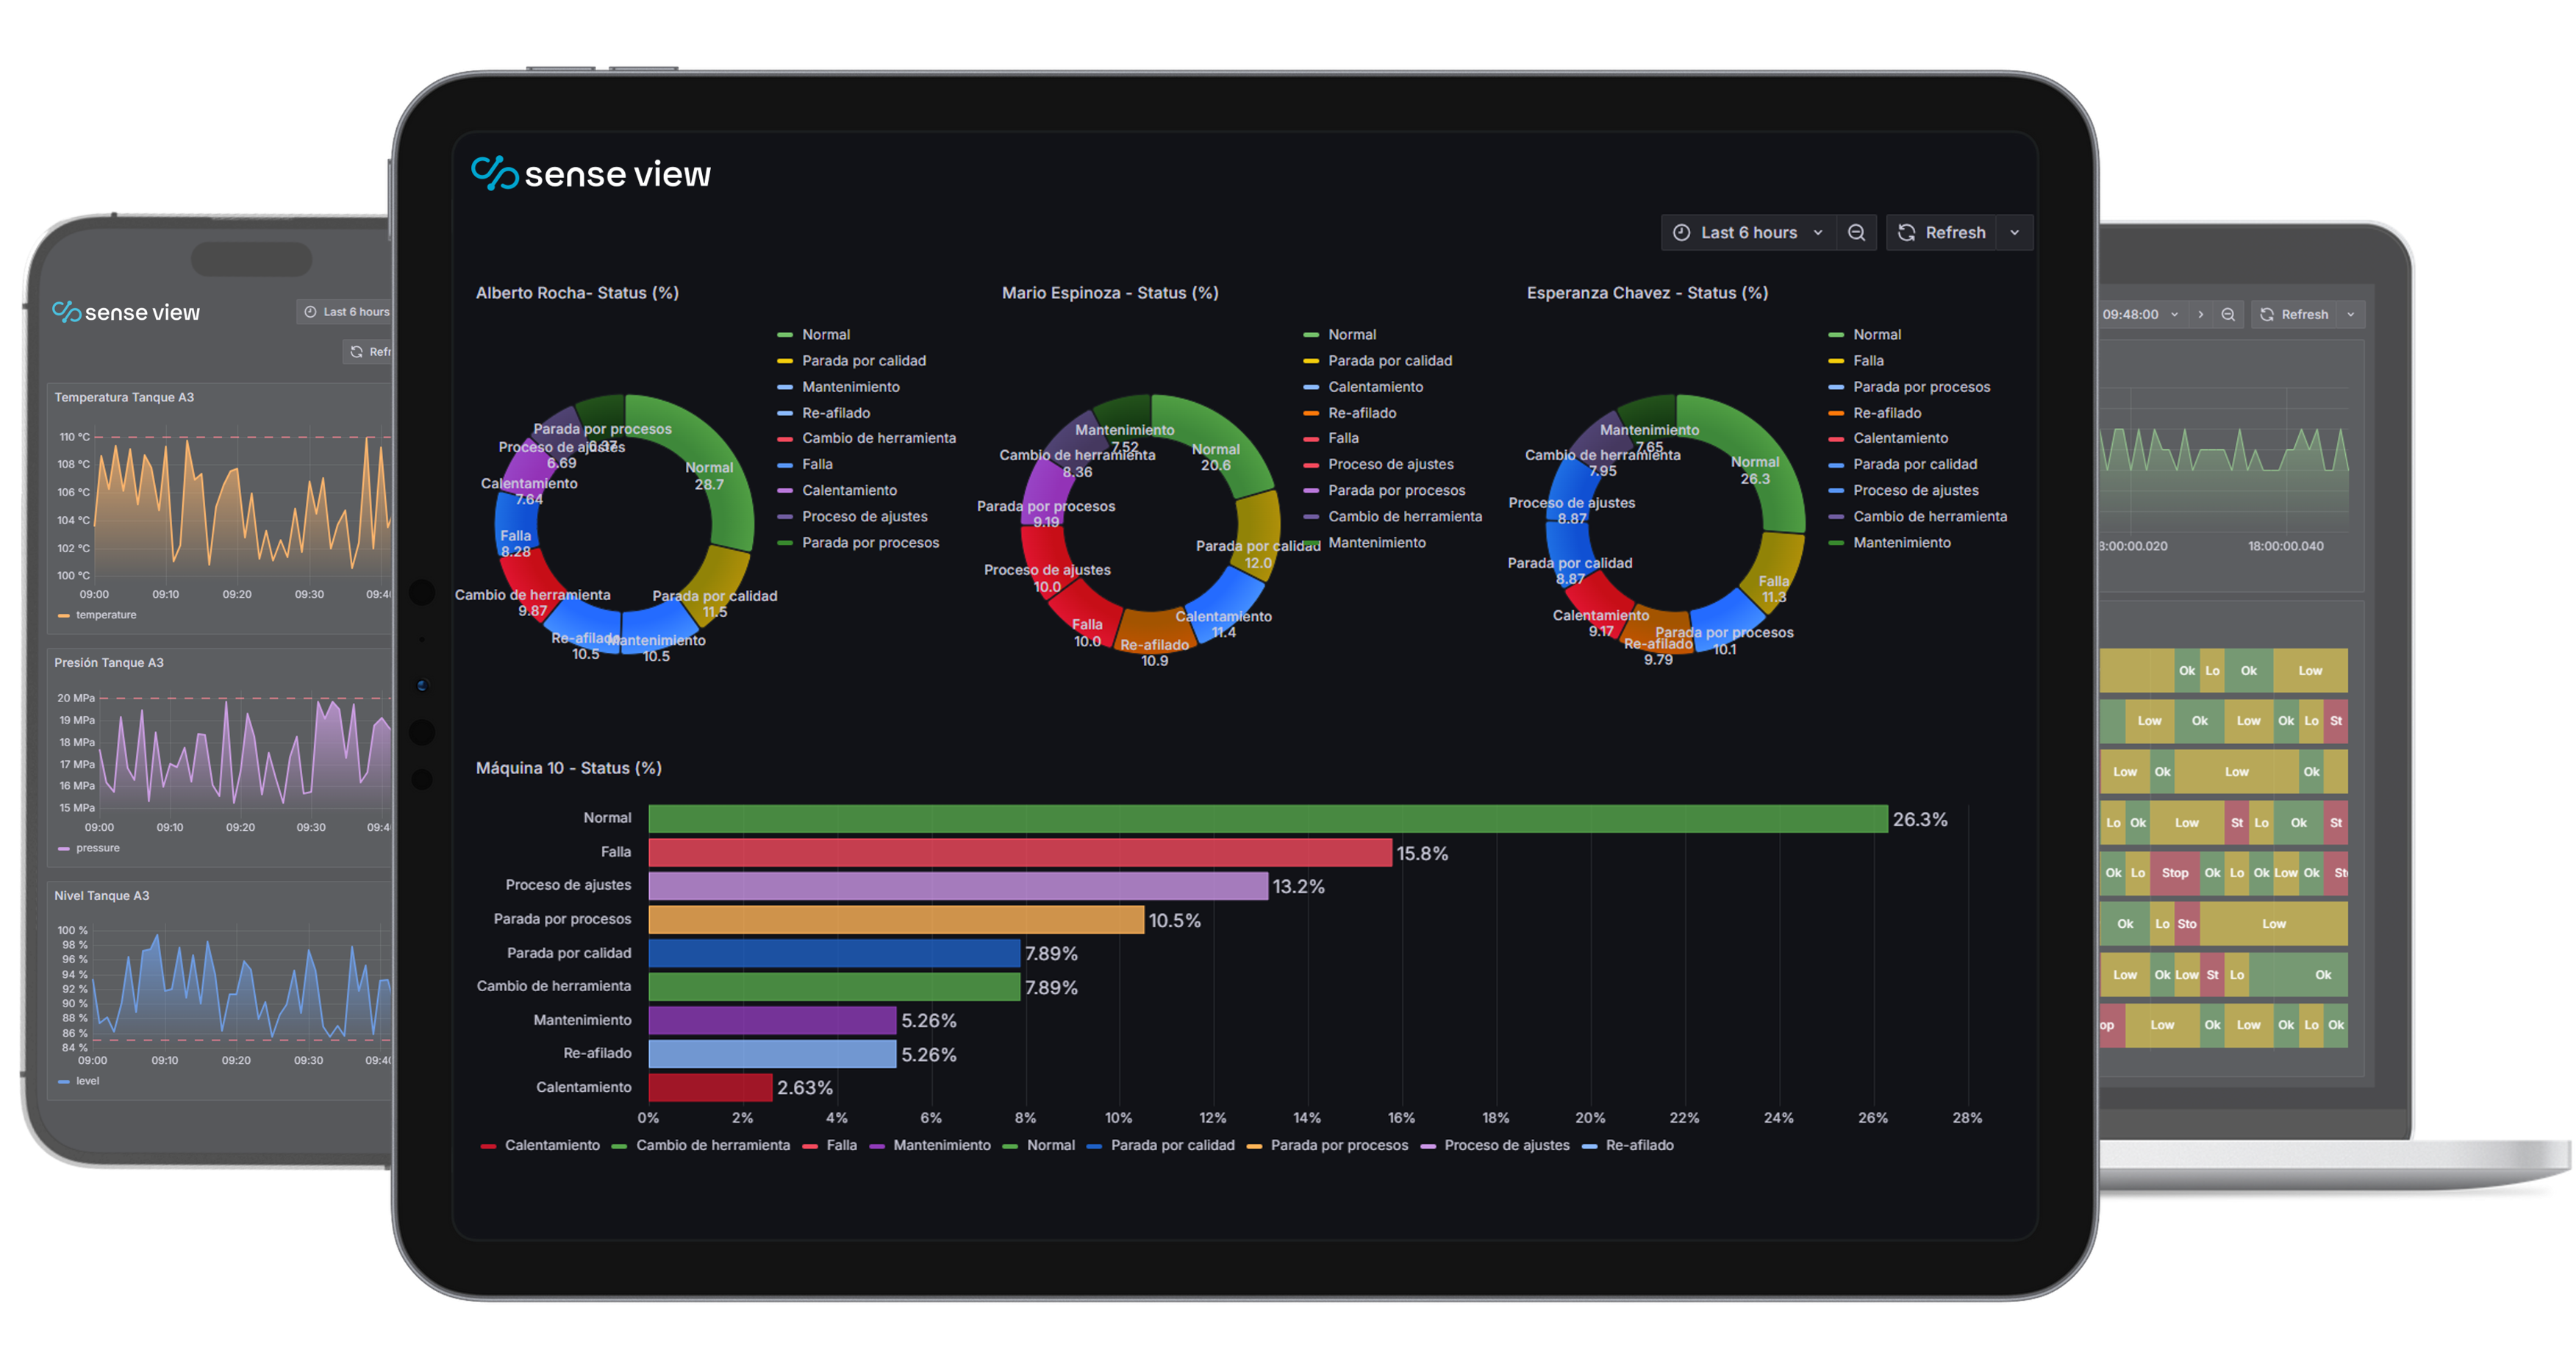 sense view
Last 6 hours
Temperatura Tanque A3
110 °C
108 °C
106 °C
104 °C
102 °C
100 °C
09:00 09:10 09:20 09:30
temperature
Presión Tanque A3
20 MPa
19 MPa
18 MPa
17 MPa
16 MPa
15 MPa
09:00 09:10 09:20 09:30
pressure
Nivel Tanque A3
100 %
98 %
96 %
94 %
92 %
90 %
88 %
86 %
84 %
09:00 09:10 09:20 09:30
level
sense view
Last 6 hours Refresh
Alberto Rocha- Status (%)
Normal
Parada por calidad
Mantenimiento
Re-afilado
Cambio de herramienta
Falla
Calentamiento
Proceso de ajustes
Parada por procesos
Parada por procesos
6.37
Proceso de ajustes
6.69
Calentamiento
7.64
Falla
8.28
Cambio de herramienta
9.87
Re-afilado
10.5
Mantenimiento
10.5
Parada por calidad
11.5
Normal
28.7
Mario Espinoza - Status (%)
Normal
Parada por calidad
Calentamiento
Re-afilado
Falla
Proceso de ajustes
Parada por procesos
Cambio de herramienta
Mantenimiento
Mantenimiento
7.52
Cambio de herramienta
8.36
Parada por procesos
9.19
Proceso de ajustes
10.0
Falla
10.0
Re-afilado
10.9
Calentamiento
11.4
Parada por calidad
12.0
Normal
20.6
Esperanza Chavez - Status (%)
Normal
Falla
Parada por procesos
Re-afilado
Calentamiento
Parada por calidad
Proceso de ajustes
Cambio de herramienta
Mantenimiento
Mantenimiento
7.65
Cambio de herramienta
7.95
Proceso de ajustes
8.87
Parada por calidad
8.87
Calentamiento
9.17
Re-afilado
9.79
Parada por procesos
10.1
Falla
11.3
Normal
26.3
Máquina 10 - Status (%)
Normal 26.3%
Falla 15.8%
Proceso de ajustes 13.2%
Parada por procesos 10.5%
Parada por calidad 7.89%
Cambio de herramienta 7.89%
Mantenimiento 5.26%
Re-afilado 5.26%
Calentamiento 2.63%
0% 2% 4% 6% 8% 10% 12% 14% 16% 18% 20% 22% 24% 26% 28%
Calentamiento Cambio de herramienta Falla Mantenimiento Normal Parada por calidad Parada por procesos Proceso de ajustes Re-afilado
09:48:00 Refresh
18:00:00.040
Ok Lo Ok Low
Low Ok Low Ok Lo St
Low Ok Low Ok
Lo Ok Low St Lo Ok St
Ok Lo Stop Ok Lo Ok Low Ok St
Ok Lo Sto Low
Low Ok Low St Lo Ok
op Low Ok Low Ok Lo Ok